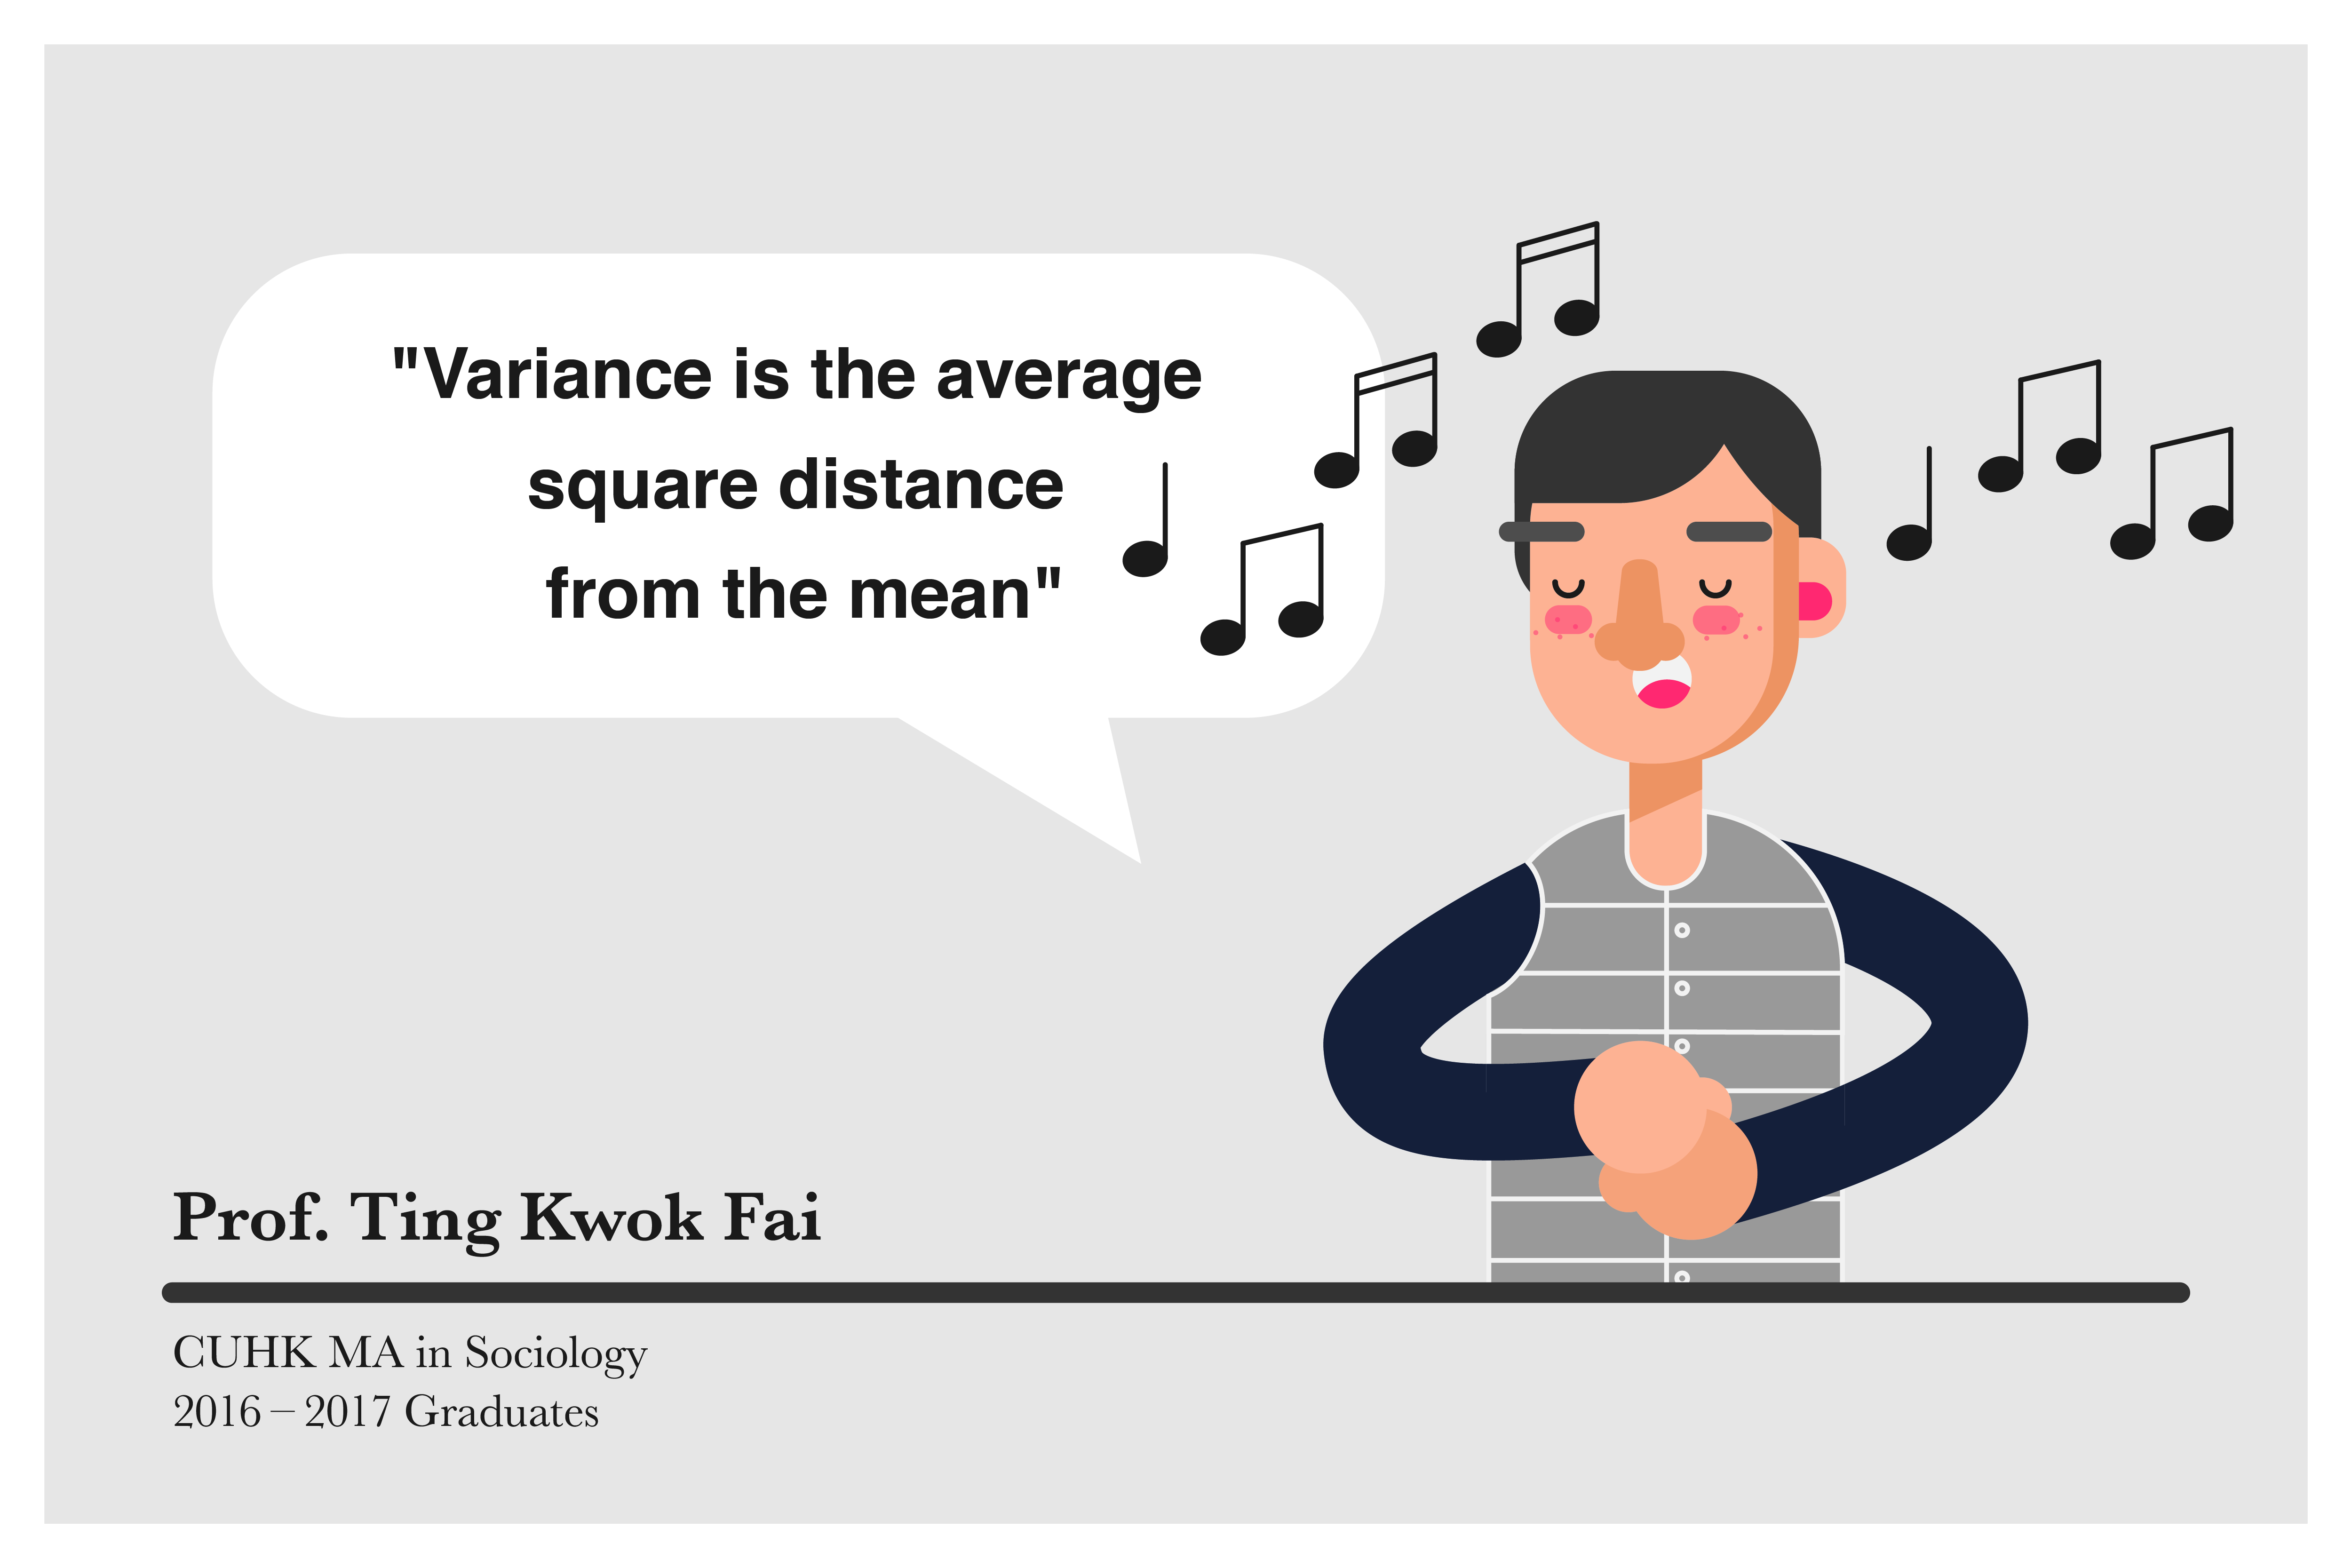 "Variance is the average
square distance
from the mean"
Prof. Ting Kwok Fai
CUHK MA in Sociology
2016 – 2017 Graduates